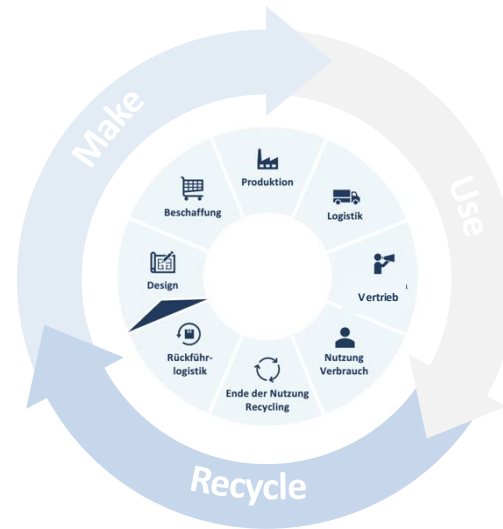 Make
Use
Produktion
Beschaffung
Logistik
Design
Vertrieb
Rückführ-
logistik
Nutzung
Verbrauch
Ende der Nutzung
Recycling
Recycle